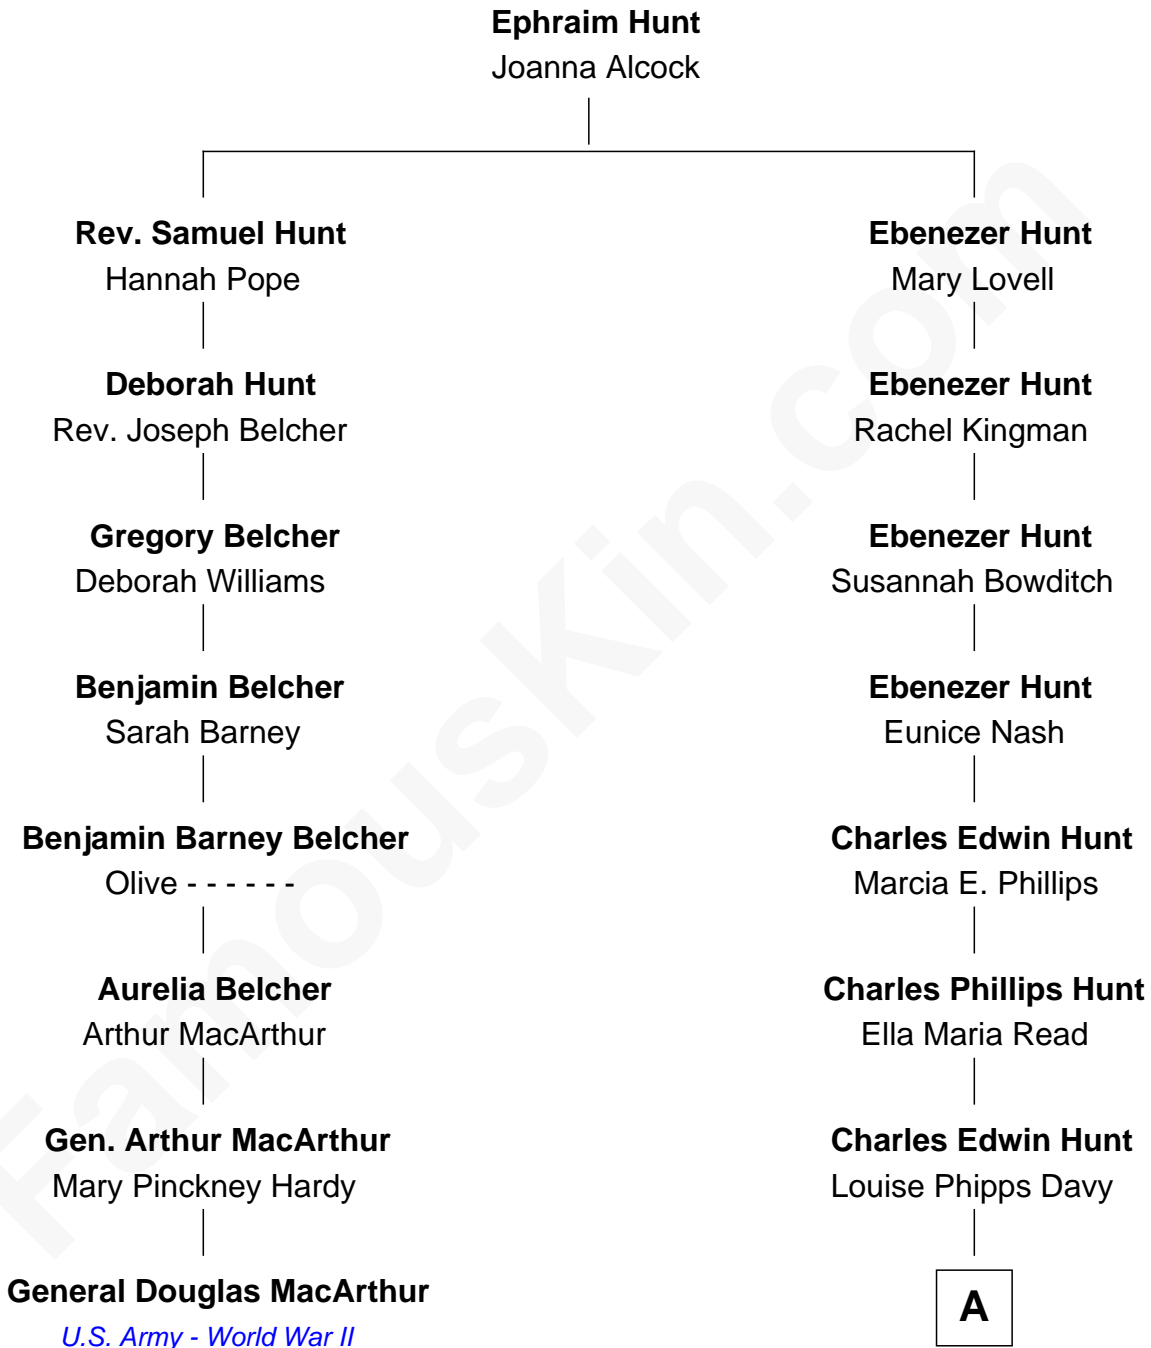 Ephraim Hunt
Joanna Alcock
Rev. Samuel Hunt
Hannah Pope
Deborah Hunt
Rev. Joseph Belcher
Gregory Belcher
Deborah Williams
Benjamin Belcher
Sarah Barney
Benjamin Barney Belcher
Olive - - - - - -
Aurelia Belcher
Arthur MacArthur
Gen. Arthur MacArthur
Mary Pinckney Hardy
General Douglas MacArthur
U.S. Army - World War II
Ebenezer Hunt
Mary Lovell
Ebenezer Hunt
Rachel Kingman
Ebenezer Hunt
Susannah Bowditch
Ebenezer Hunt
Eunice Nash
Charles Edwin Hunt
Marcia E. Phillips
Charles Phillips Hunt
Ella Maria Read
Charles Edwin Hunt
Louise Phipps Davy
A
FamousKin.com